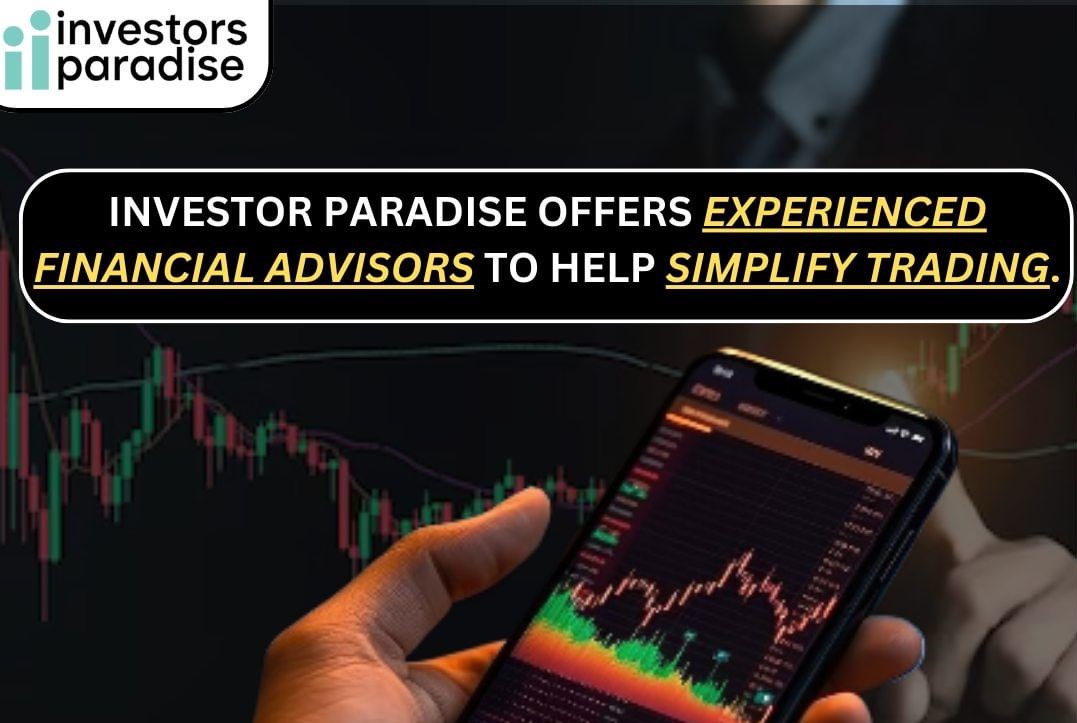 investors
paradise
INVESTOR PARADISE OFFERS EXPERIENCED
FINANCIAL ADVISORS TO HELP SIMPLIFY TRADING.